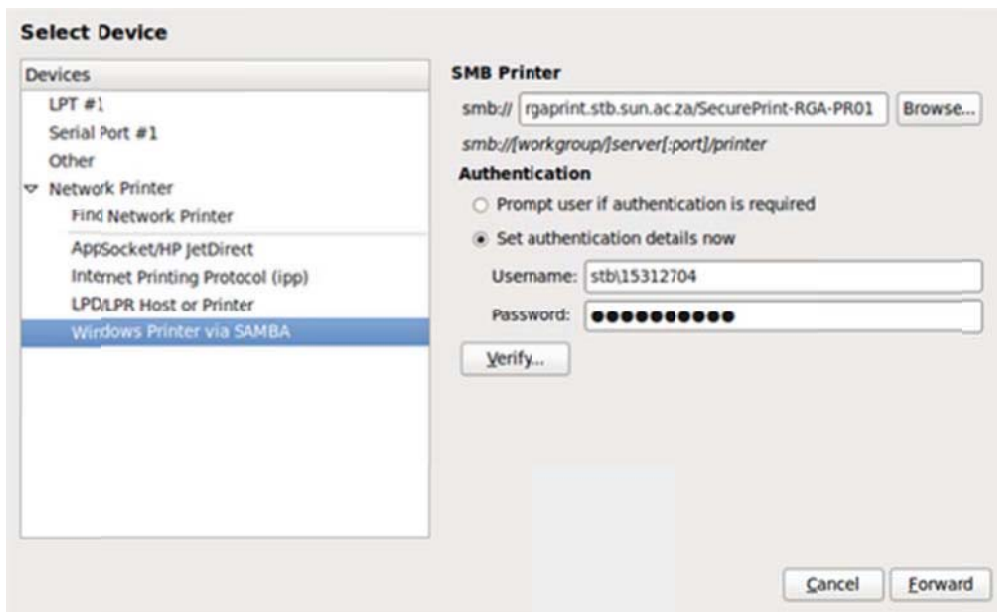 Select Device
Devices
LPT #1
Serial Port #1
Other
Network Printer
Find Network Printer
AppSocket/HP JetDirect
Internet Printing Protocol (ipp)
LPD/LPR Host or Printer
Windows Printer via SAMBA
SMB Printer
smb:// rgaprint.stb.sun.ac.za/SecurePrint-RGA-PR01 Browse...
smb://[workgroup/]server[:port]/printer
Authentication
Prompt user if authentication is required
Set authentication details now
Username: stb\15312704
Password: ●●●●●●●●●●
Verify...
Cancel Forward